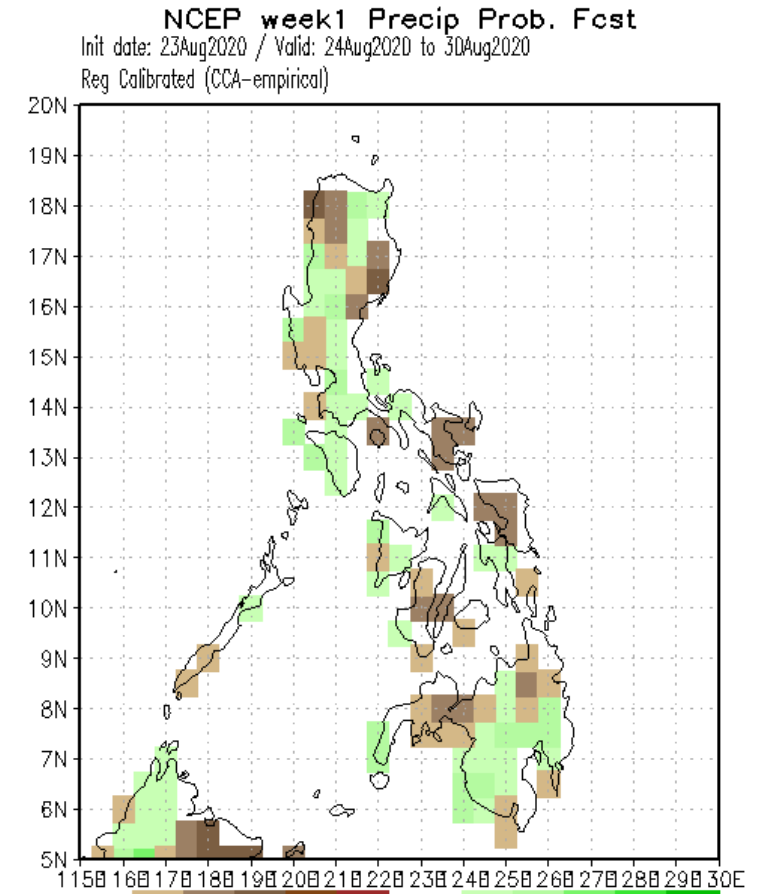 NCEP week1 Precip Prob. Fcst
Init date: 23Aug2020 / Valid: 24Aug2020 to 30Aug2020
Reg Calibrated (CCA-empirical)
20N
19N
18N
17N
16N
15N
14N
13N
12N
11N
10N
9N
8N
7N
6N
5N